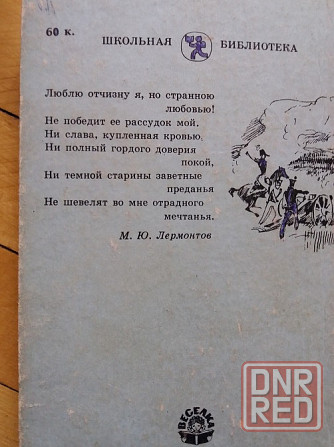 60 к.
ШКОЛЬНАЯ БИБЛИОТЕКА
Люблю отчизну я, но странною
любовью!
Не победит ее рассудок мой.
Ни слава, купленная кровью,
Ни полный гордого доверия
покой,
Ни темной старины заветные
преданья
Не шевелят во мне отрадного
мечтанья.
М. Ю. Лермонтов
ВЕСЕЛКА
DNR
RED